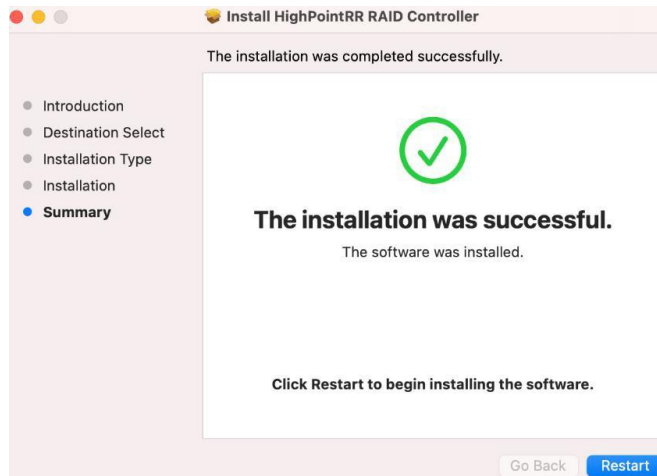 Install HighPointRR RAID Controller
The installation was completed successfully.
Introduction
Destination Select
Installation Type
Installation
Summary
The installation was successful.
The software was installed.
Click Restart to begin installing the software.
Go Back
Restart